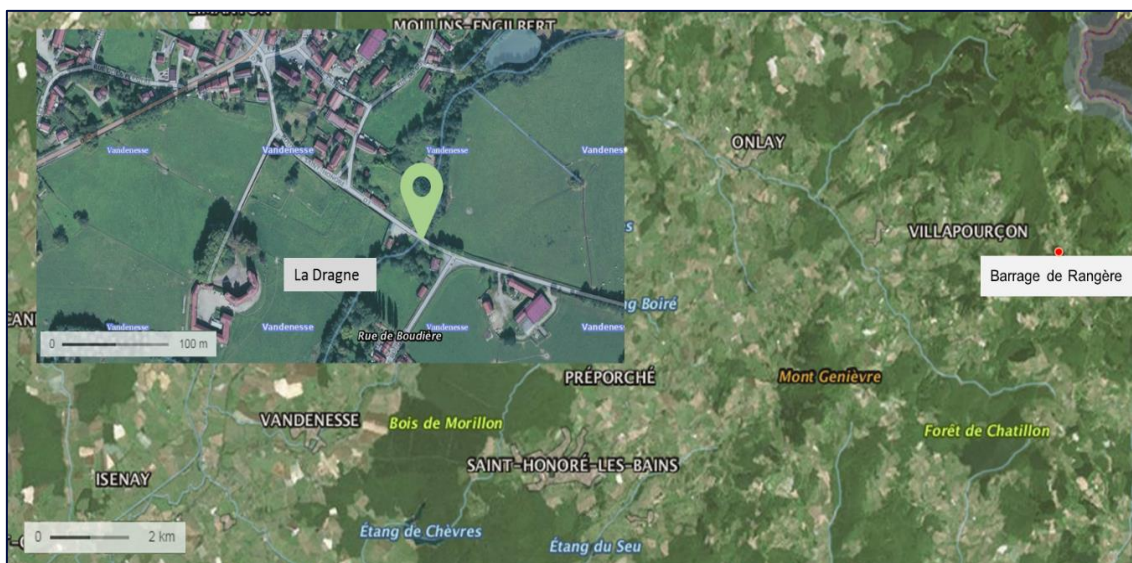 MOULINS-ENGILBERT
Vandenesse
Vandenesse
Vandenesse
Vandenesse
ONLAY
VILLAPOURÇON
Barrage de Rangère
La Dragne
Vandenesse
Vandenesse
Vandenesse
Vandenesse
Rue de Boudière
0 100 m
Boiré
PRÉPORCHÉ
Mont Genièvre
VANDENESSE
Bois de Morillon
Forêt de Chatillon
SAINT-HONORÉ-LES-BAINS
ISENAY
0 2 km
Étang de Chèvres
Étang du Seu